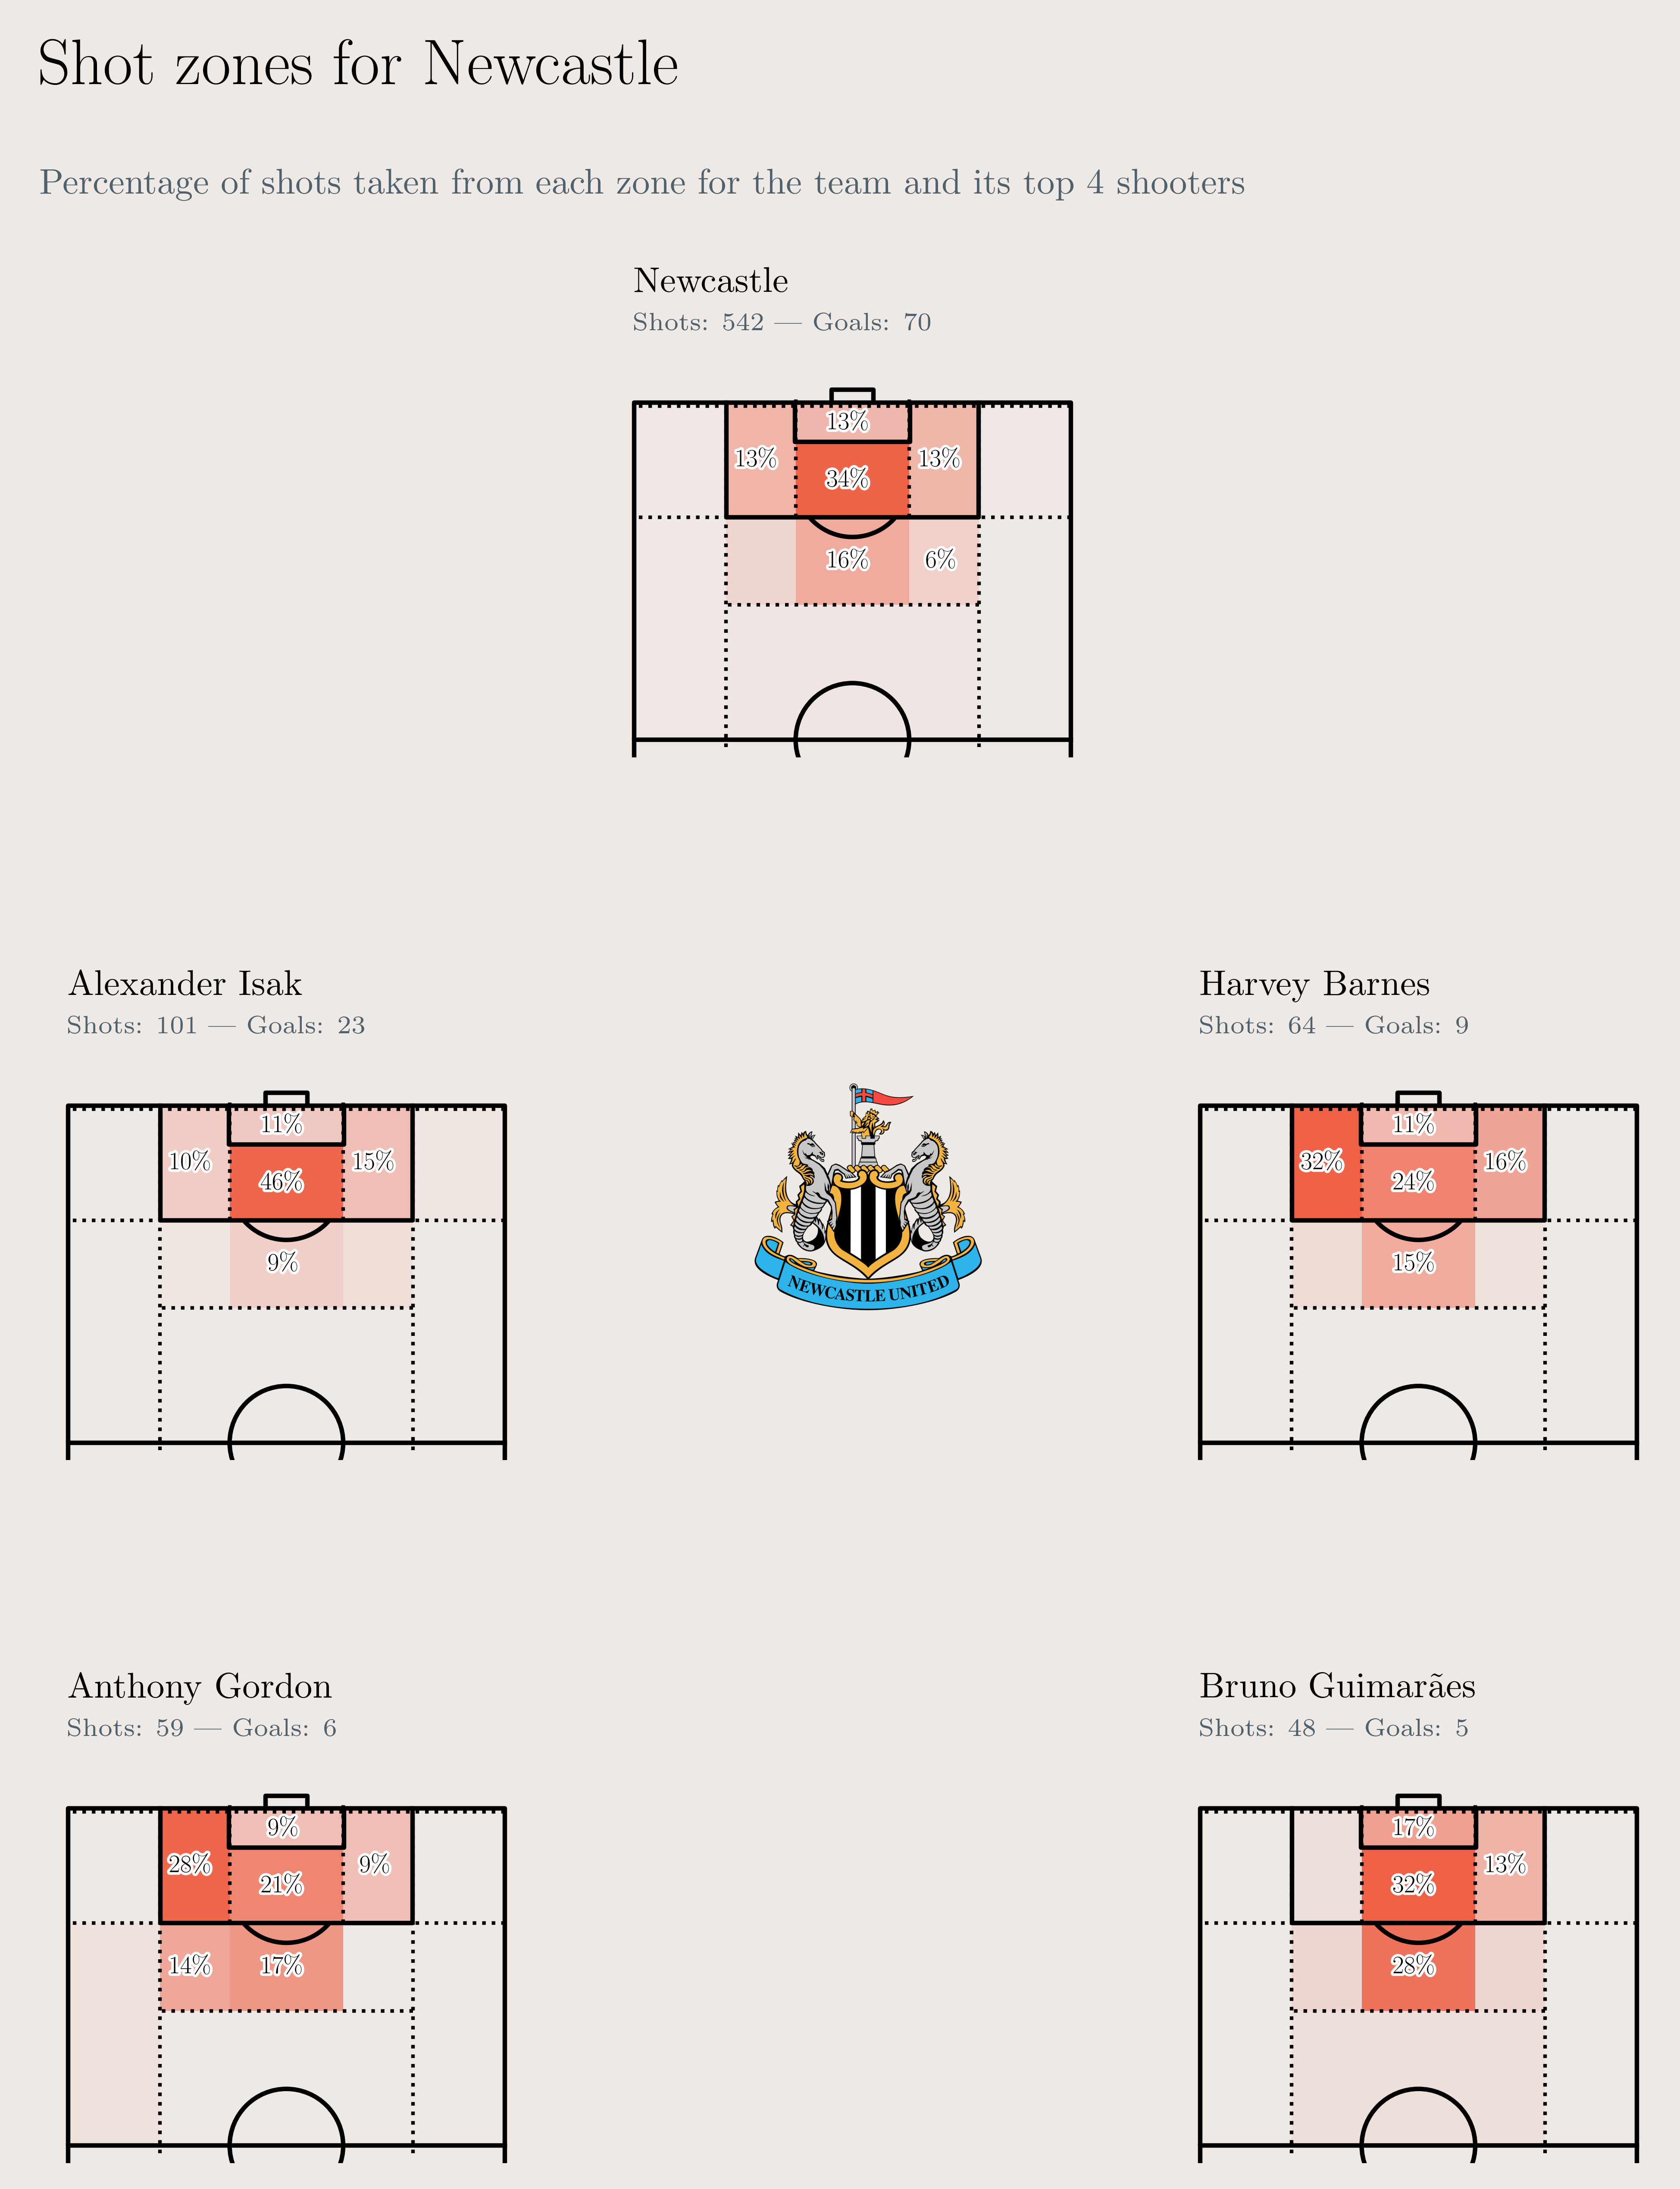 Shot zones for Newcastle
Percentage of shots taken from each zone for the team and its top 4 shooters
Newcastle
Shots: 542 — Goals: 70
13%
13%
13%
34%
16%
6%
Alexander Isak
Shots: 101 — Goals: 23
11%
10%
15%
46%
9%
Harvey Barnes
Shots: 64 — Goals: 9
11%
32%
16%
24%
15%
NEWCASTLE UNITED
Anthony Gordon
Shots: 59 — Goals: 6
9%
28%
9%
21%
14%
17%
Bruno Guimarães
Shots: 48 — Goals: 5
17%
13%
32%
28%